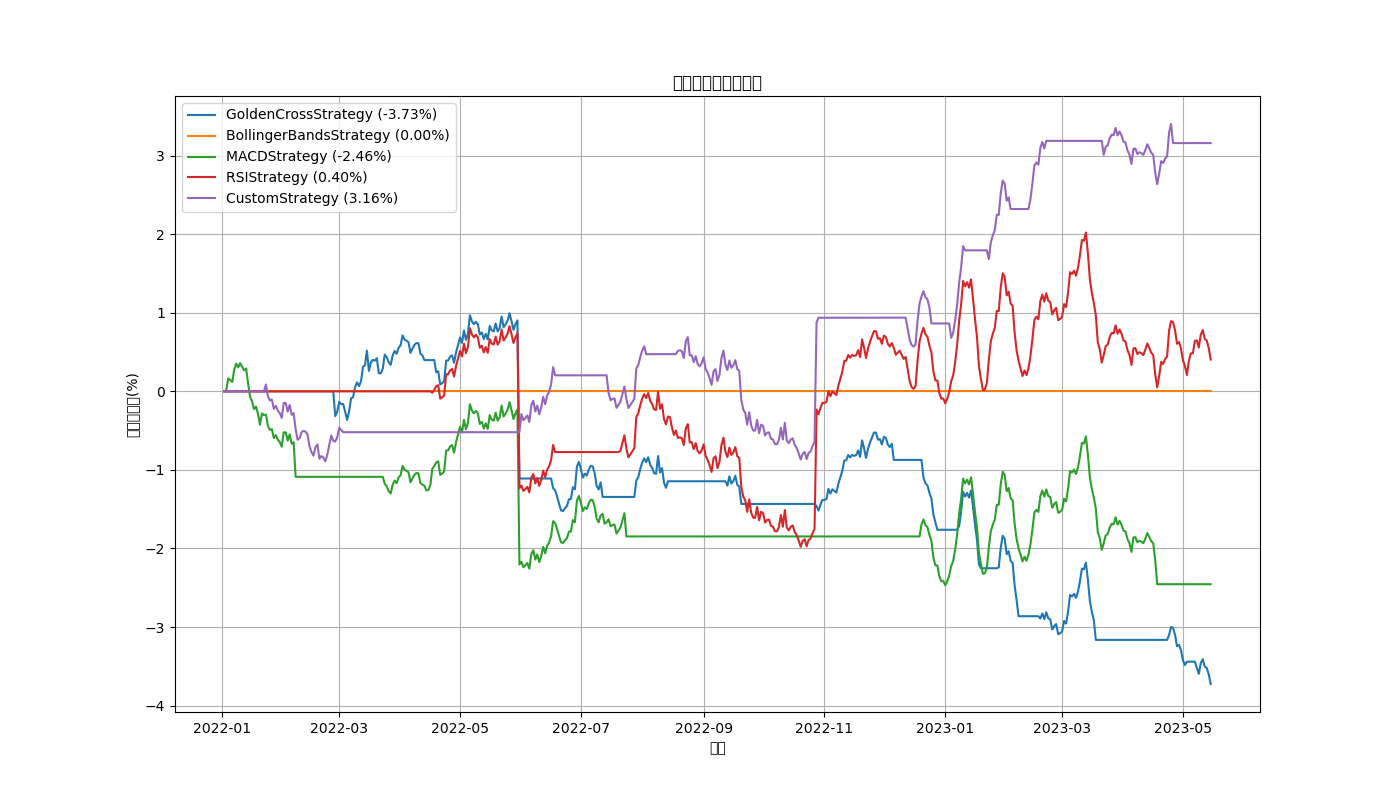 GoldenCrossStrategy (-3.73%)
BollingerBandsStrategy (0.00%)
MACDStrategy (-2.46%)
RSIStrategy (0.40%)
CustomStrategy (3.16%)
3
2
1
0
−1
−2
−3
−4
(%)
2022-01 2022-03 2022-05 2022-07 2022-09 2022-11 2023-01 2023-03 2023-05